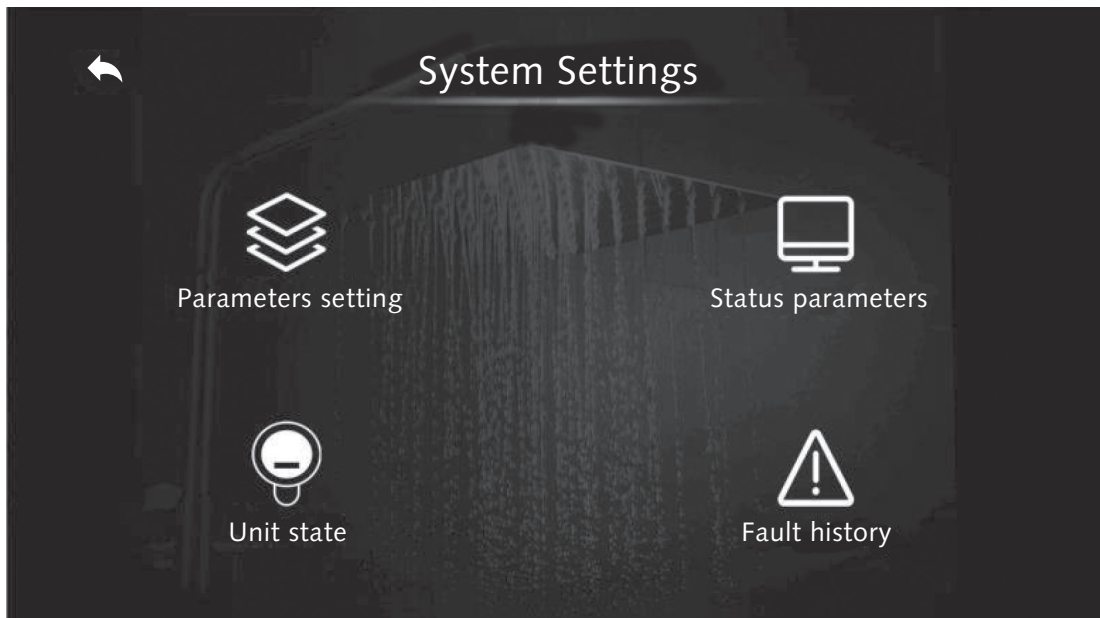 System Settings
Parameters setting
Status parameters
Unit state
Fault history